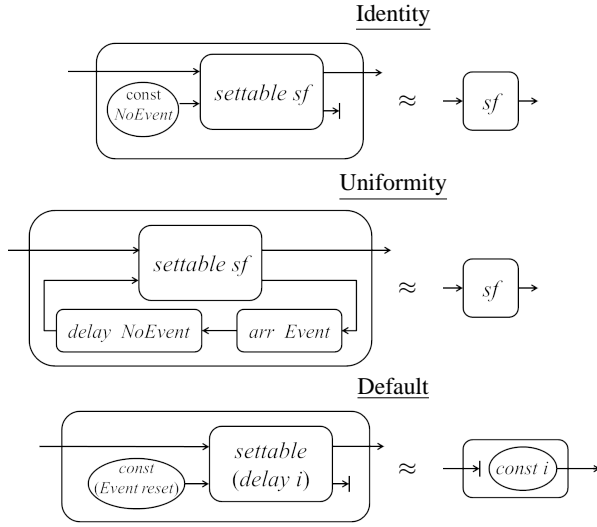 Identity
const
NoEvent
settable sf
≈
sf
Uniformity
settable sf
delay NoEvent
arr Event
≈
sf
Default
const
(Event reset)
settable
(delay i)
≈
const i